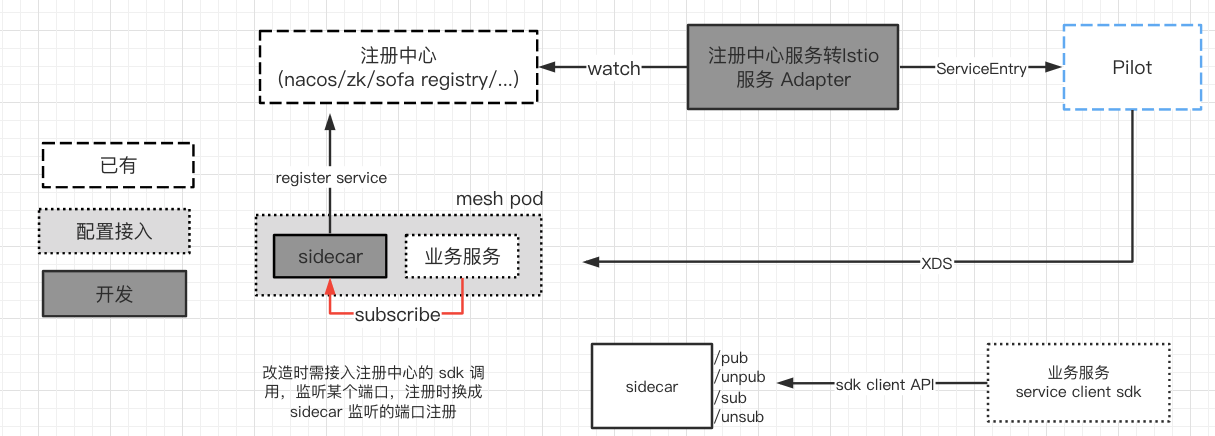 注册中心
(nacos/zk/sofa registry/...)
watch
注册中心服务转Istio
服务 Adapter
ServiceEntry
Pilot
已有
register service
配置接入
mesh pod
sidecar
业务服务
XDS
开发
subscribe
改造时需接入注册中心的 sdk 调
用，监听某个端口，注册时换成
sidecar 监听的端口注册
sidecar
/pub
/unpub
/sub
/unsub
sdk client API
业务服务
service client sdk